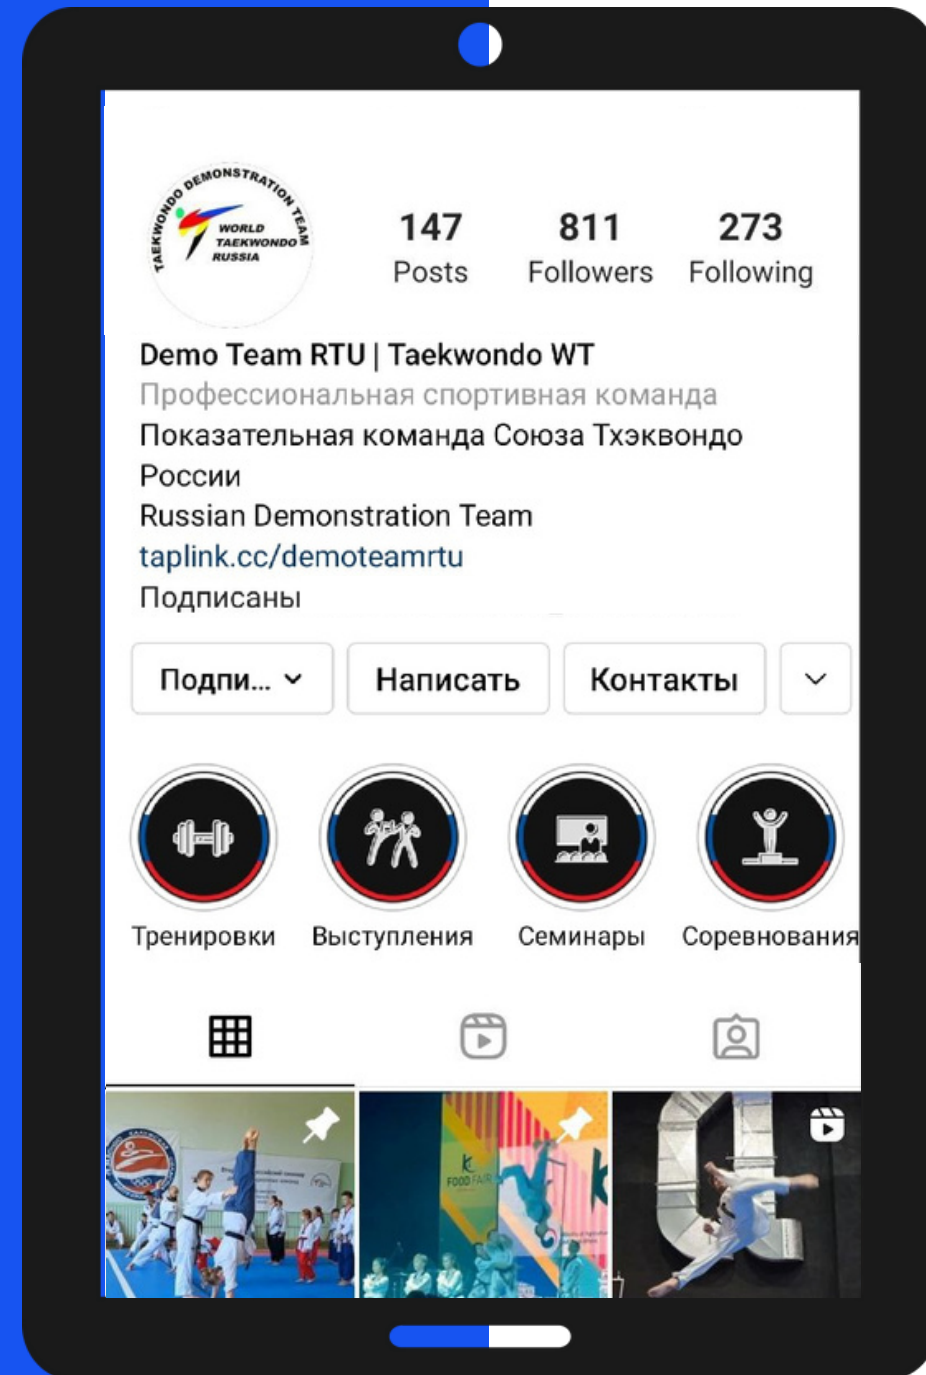 TAEKWONDO DEMONSTRATION TEAM
WORLD
TAEKWONDO
RUSSIA
147
811
273
Posts
Followers
Following
Demo Team RTU | Taekwondo WT
Профессиональная спортивная команда
Показательная команда Союза Тхэквондо
России
Russian Demonstration Team
taplink.cc/demoteamrtu
Подписаны
Подпи...
Написать
Контакты
Тренировки
Выступления
Семинары
Соревнования
K
FOOD FAIR